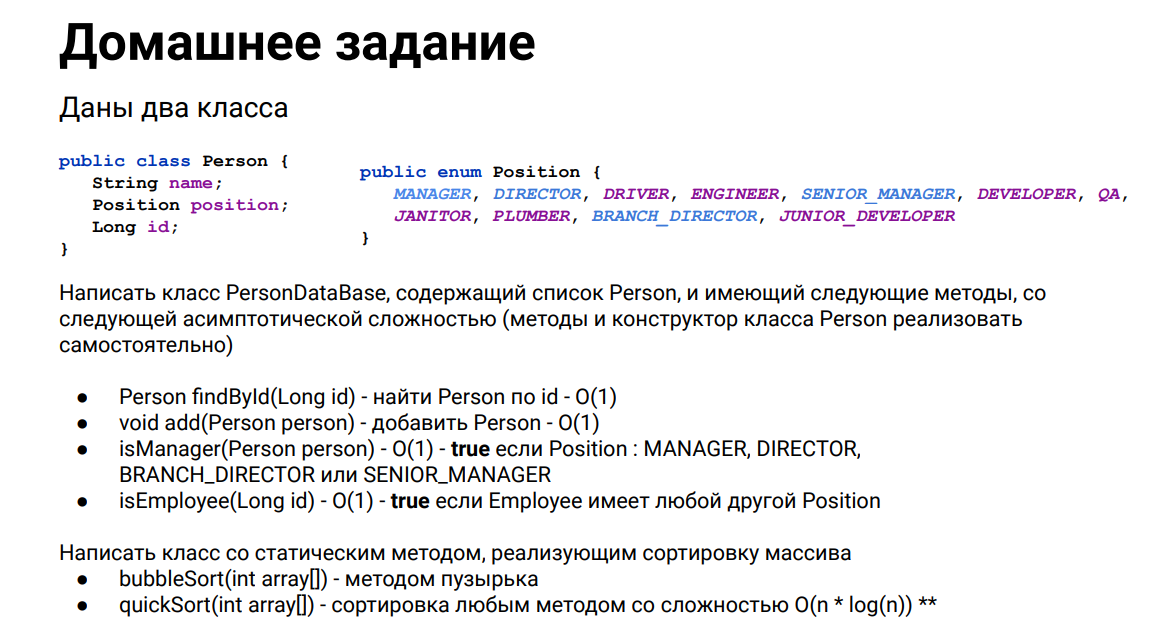 Домашнее задание
Даны два класса
public class Person {
String name;
Position position;
Long id;
}
public enum Position {
MANAGER, DIRECTOR, DRIVER, ENGINEER, SENIOR_MANAGER, DEVELOPER, QA,
JANITOR, PLUMBER, BRANCH_DIRECTOR, JUNIOR_DEVELOPER
}
Написать класс PersonDataBase, содержащий список Person, и имеющий следующие методы, со
следующей асимптотической сложностью (методы и конструктор класса Person реализовать
самостоятельно)
● Person findById(Long id) - найти Person по id - O(1)
● void add(Person person) - добавить Person - O(1)
● isManager(Person person) - O(1) - true если Position : MANAGER, DIRECTOR,
BRANCH_DIRECTOR или SENIOR_MANAGER
● isEmployee(Long id) - O(1) - true если Employee имеет любой другой Position
Написать класс со статическим методом, реализующим сортировку массива
● bubbleSort(int array[]) - методом пузырька
● quickSort(int array[]) - сортировка любым методом со сложностью O(n * log(n)) **